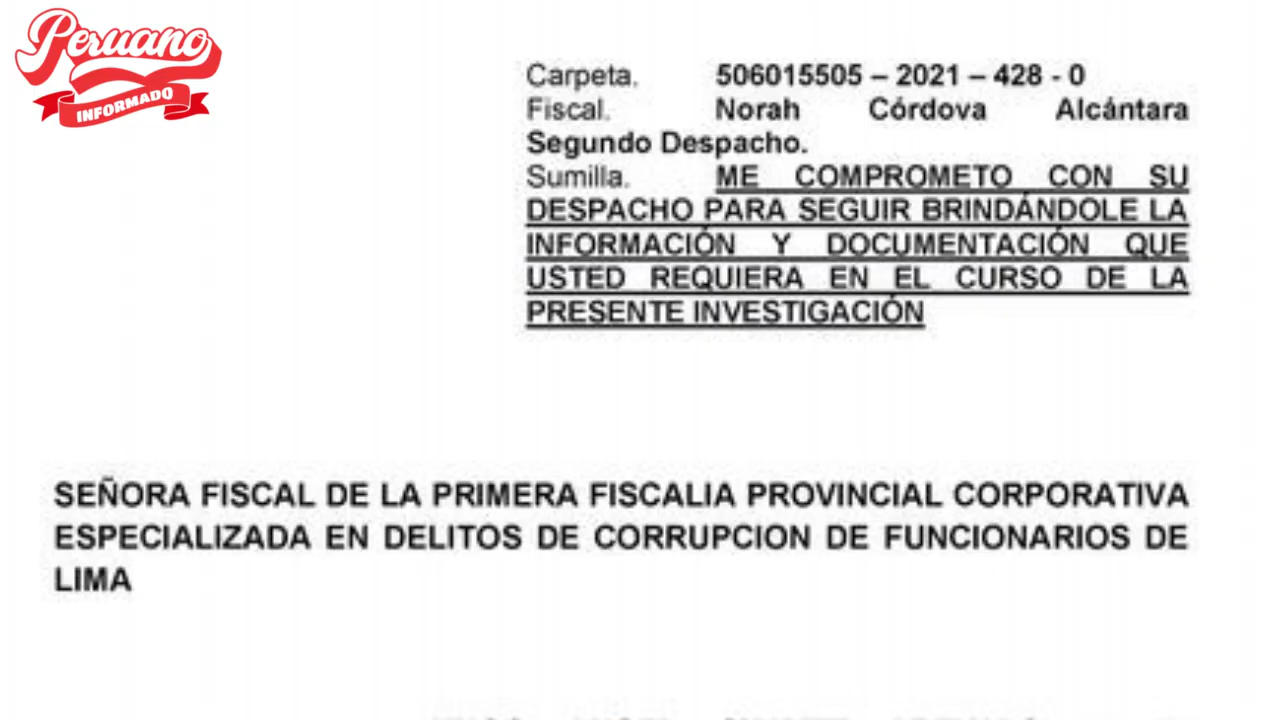 Peruano
INFORMADO
Carpeta. 506015505 – 2021 – 428 - 0
Fiscal. Norah Córdova Alcántara
Segundo Despacho.
Sumilla. ME COMPROMETO CON SU
DESPACHO PARA SEGUIR BRINDÁNDOLE LA
INFORMACIÓN Y DOCUMENTACIÓN QUE
USTED REQUIERA EN EL CURSO DE LA
PRESENTE INVESTIGACIÓN
SEÑORA FISCAL DE LA PRIMERA FISCALIA PROVINCIAL CORPORATIVA
ESPECIALIZADA EN DELITOS DE CORRUPCION DE FUNCIONARIOS DE
LIMA